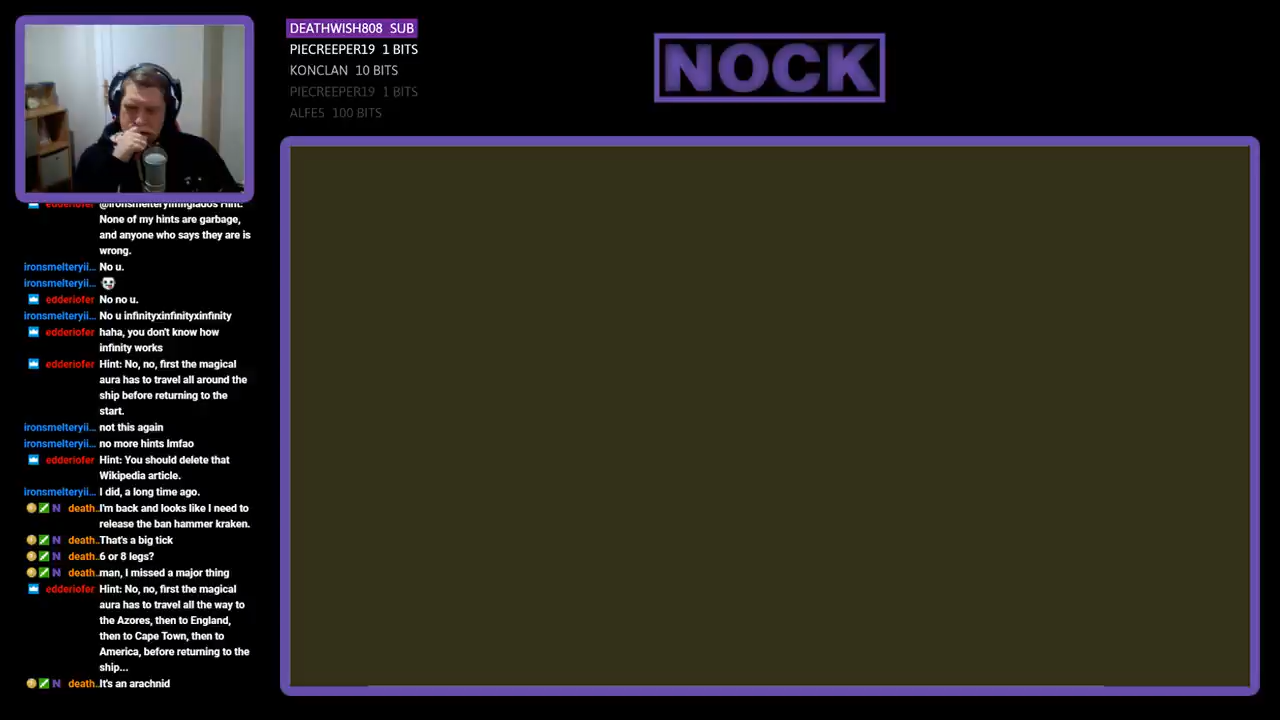 DEATHWISH808 SUB
PIECREEPER19 1 BITS
KONCLAN 10 BITS
PIECREEPER19 1 BITS
ALFE5 100 BITS
NOCK
edderiofer @ironsmelteryiimglados Hint:
None of my hints are garbage,
and anyone who says they are is
wrong.
ironsmelteryii... No u.
ironsmelteryii...
edderiofer No no u.
ironsmelteryii... No u infinityxinfinityxinfinity
edderiofer haha, you don't know how
infinity works
edderiofer Hint: No, no, first the magical
aura has to travel all around the
ship before returning to the
start.
ironsmelteryii... not this again
ironsmelteryii... no more hints lmfao
edderiofer Hint: You should delete that
Wikipedia article.
ironsmelteryii... I did, a long time ago.
N death... I'm back and looks like I need to
release the ban hammer kraken.
N death... That's a big tick
N death... 6 or 8 legs?
N death... man, I missed a major thing
edderiofer Hint: No, no, first the magical
aura has to travel all the way to
the Azores, then to England,
then to Cape Town, then to
America, before returning to the
ship...
N death... It's an arachnid